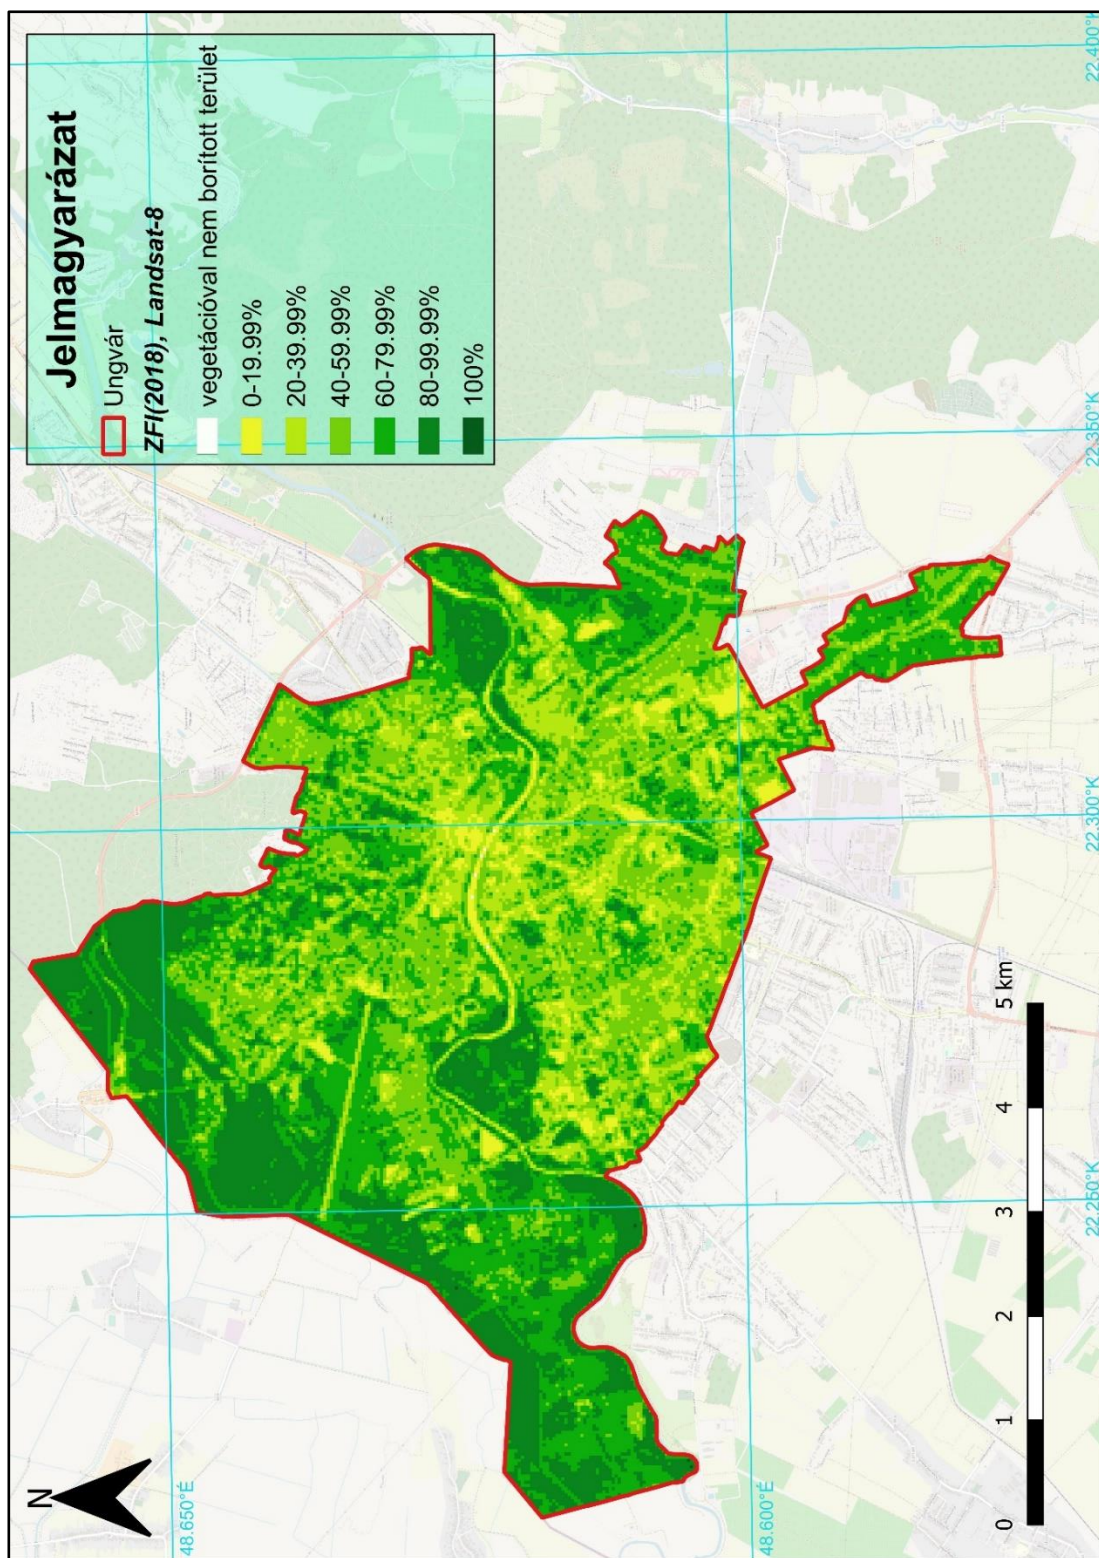 Jelmagyarázat
Ungvár
ZFI(2018), Landsat-8
vegetációval nem borított terület
0-19.99%
20-39.99%
40-59.99%
60-79.99%
80-99.99%
100%
N
48.650°É
48.600°É
22.250°K
22.300°K
22.350°K
22.400°K
0 1 2 3 4 5 km